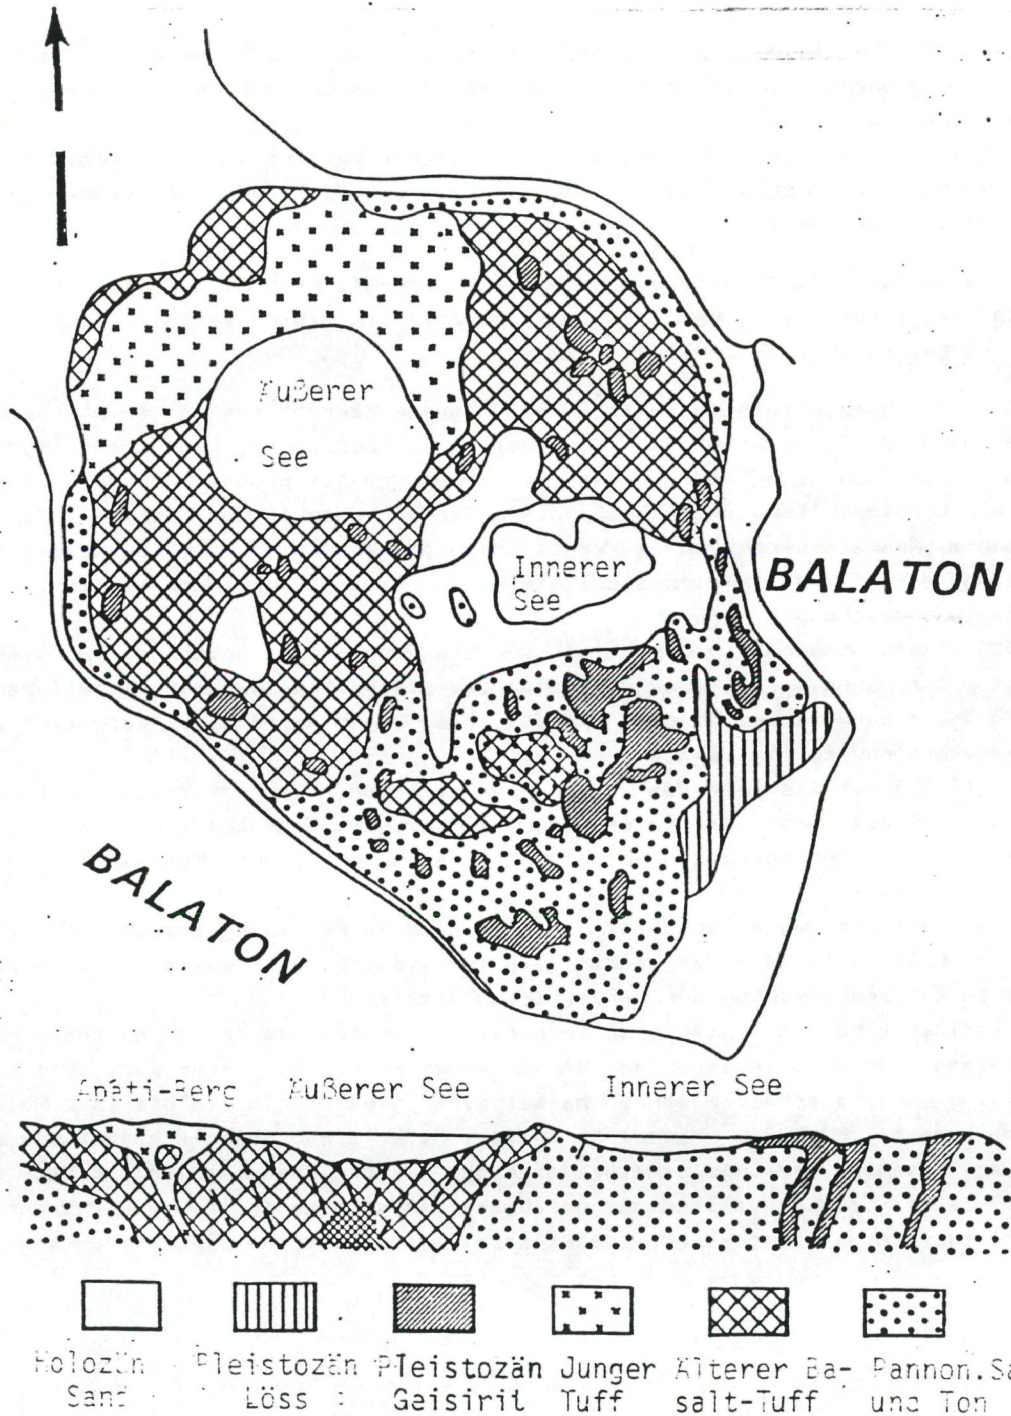 Äußerer
See
Innerer
See
BALATON
BALATON
Apáti-Berg Äußerer See Innerer See
Holozän Pleistozän Pleistozän Junger Älterer Ba- Pannon.Sa
Sand Löss Geisirit Tuff salt-Tuff und Ton